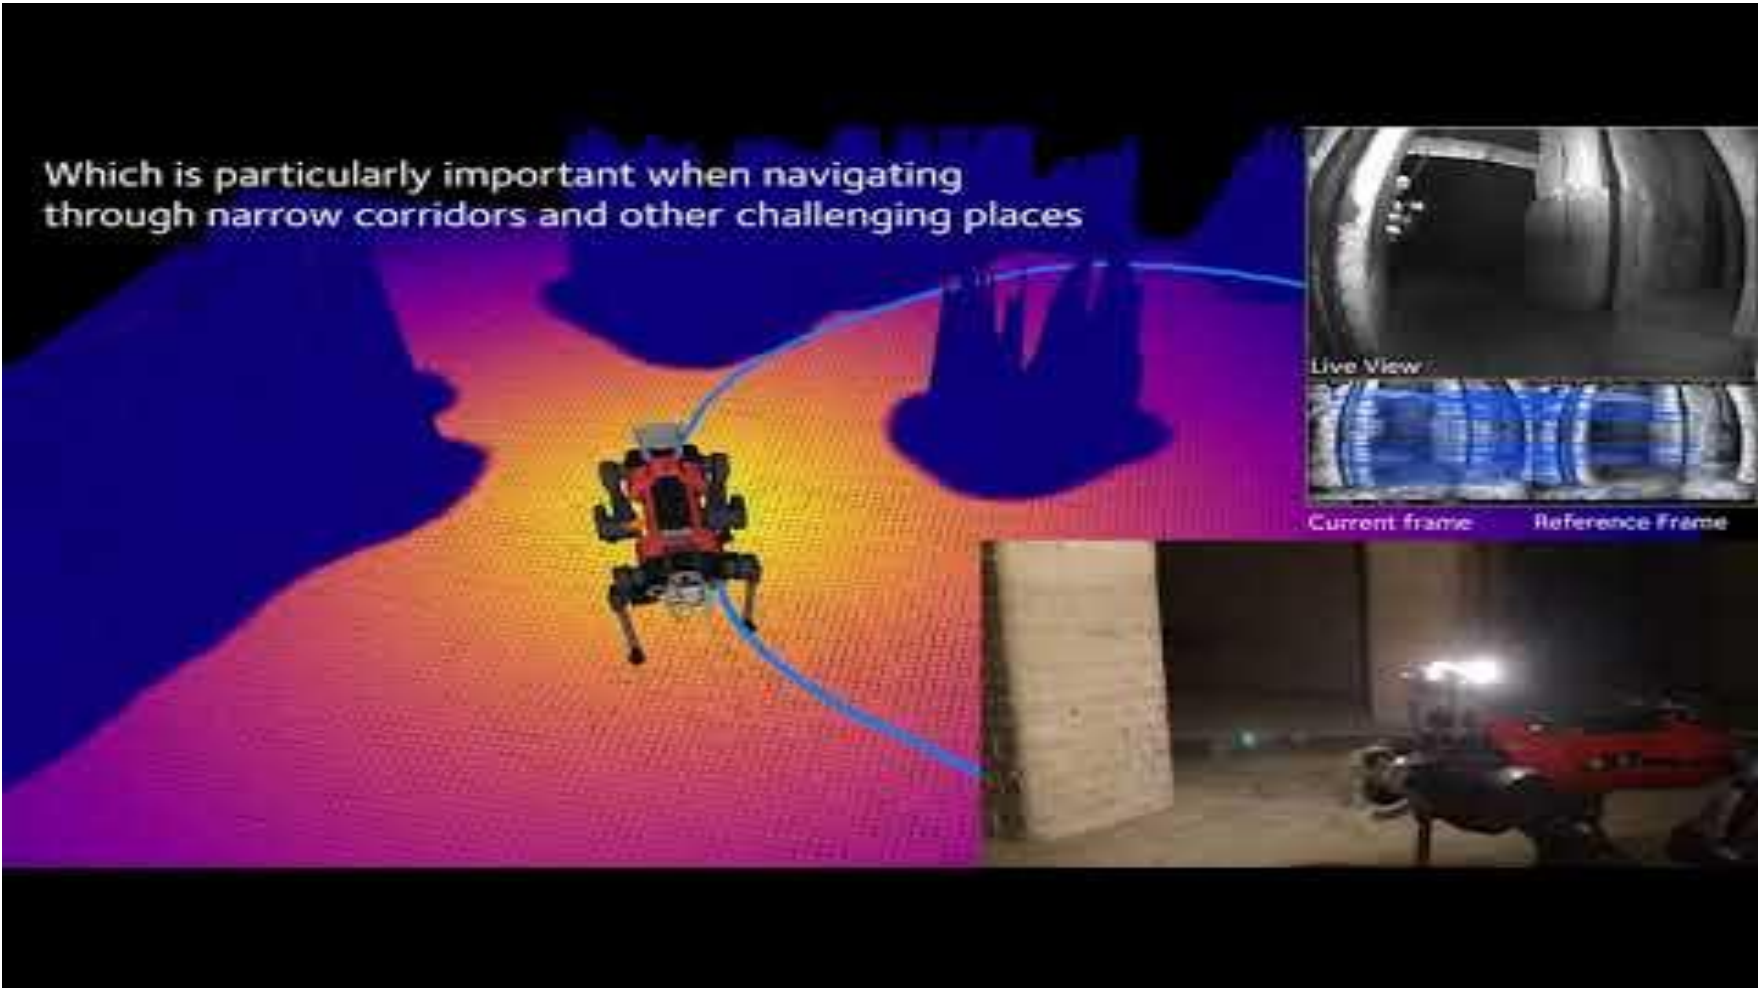 Which is particularly important when navigating
through narrow corridors and other challenging places
Live View
Current frame
Reference Frame